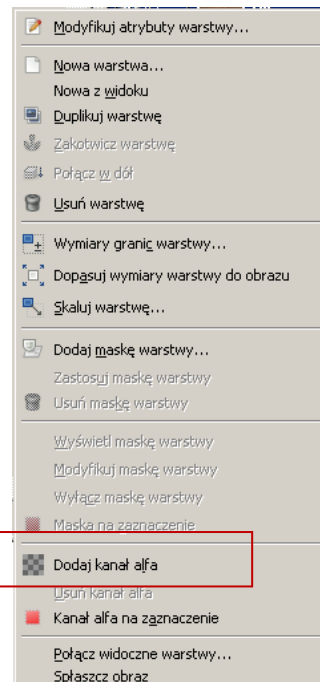 Modyfikuj atrybuty warstwy...
Nowa warstwa...
Nowa z widoku
Duplikuj warstwę
Zakotwicz warstwę
Połącz w dół
Usuń warstwę
Wymiary granic warstwy...
Dopasuj wymiary warstwy do obrazu
Skaluj warstwę...
Dodaj maskę warstwy...
Zastosuj maskę warstwy
Usuń maskę warstwy
Wyświetl maskę warstwy
Modyfikuj maskę warstwy
Wyłącz maskę warstwy
Maska na zaznaczenie
Dodaj kanał alfa
Usuń kanał alfa
Kanał alfa na zaznaczenie
Połącz widoczne warstwy...
Spłaszcz obraz